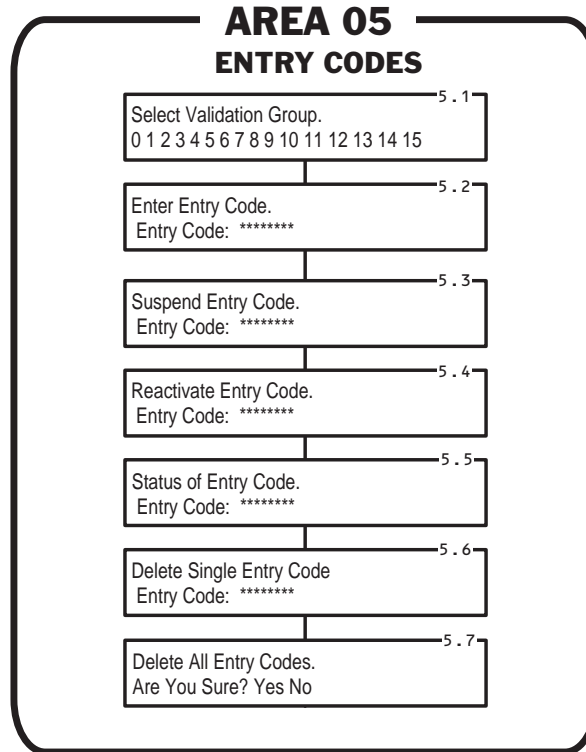 AREA 05
ENTRY CODES
5.1
Select Validation Group.
0 1 2 3 4 5 6 7 8 9 10 11 12 13 14 15
5.2
Enter Entry Code.
Entry Code: ********
5.3
Suspend Entry Code.
Entry Code: ********
5.4
Reactivate Entry Code.
Entry Code: ********
5.5
Status of Entry Code.
Entry Code: ********
5.6
Delete Single Entry Code
Entry Code: ********
5.7
Delete All Entry Codes.
Are You Sure? Yes No